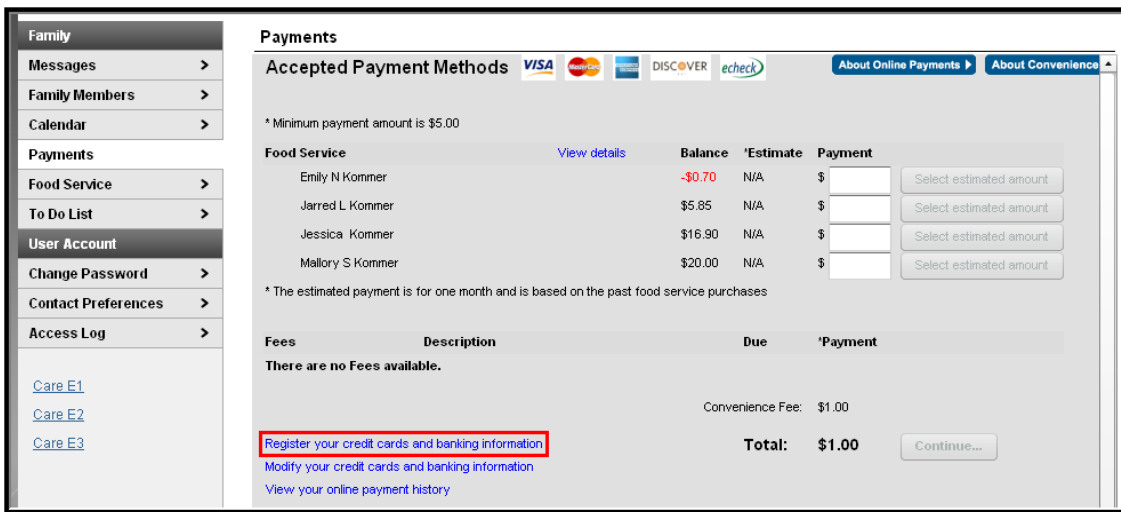 Family
Messages >
Family Members >
Calendar >
Payments
Food Service >
To Do List >
User Account
Change Password >
Contact Preferences >
Access Log >
Care E1
Care E2
Care E3
Payments
Accepted Payment Methods VISA MasterCard DISCOVER echeck About Online Payments About Convenience
* Minimum payment amount is $5.00
Food Service View details Balance *Estimate Payment
Emily N Kommer -$0.70 N/A $ Select estimated amount
Jarred L Kommer $5.85 N/A $ Select estimated amount
Jessica Kommer $16.90 N/A $ Select estimated amount
Mallory S Kommer $20.00 N/A $ Select estimated amount
* The estimated payment is for one month and is based on the past food service purchases
Fees Description Due *Payment
There are no Fees available.
Convenience Fee: $1.00
Register your credit cards and banking information Total: $1.00 Continue...
Modify your credit cards and banking information
View your online payment history